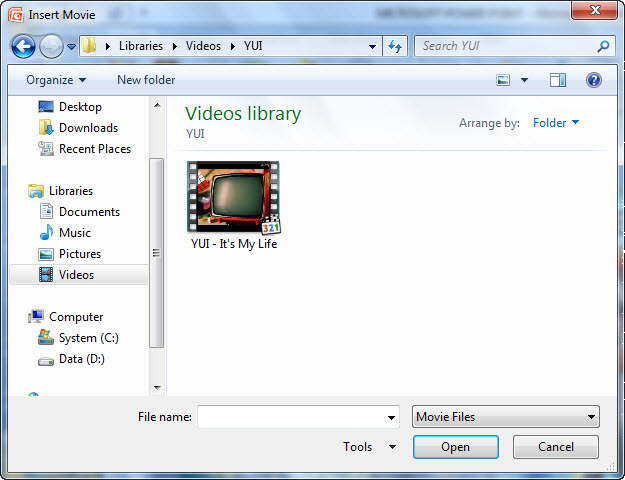 Insert Movie
Libraries Videos YUI
Search YUI
Organize
New folder
Desktop
Downloads
Recent Places
Libraries
Documents
Music
Pictures
Videos
Computer
System (C:)
Data (D:)
Videos library
YUI
Arrange by: Folder
321
YUI - It's My Life
File name:
Movie Files
Tools
Open
Cancel